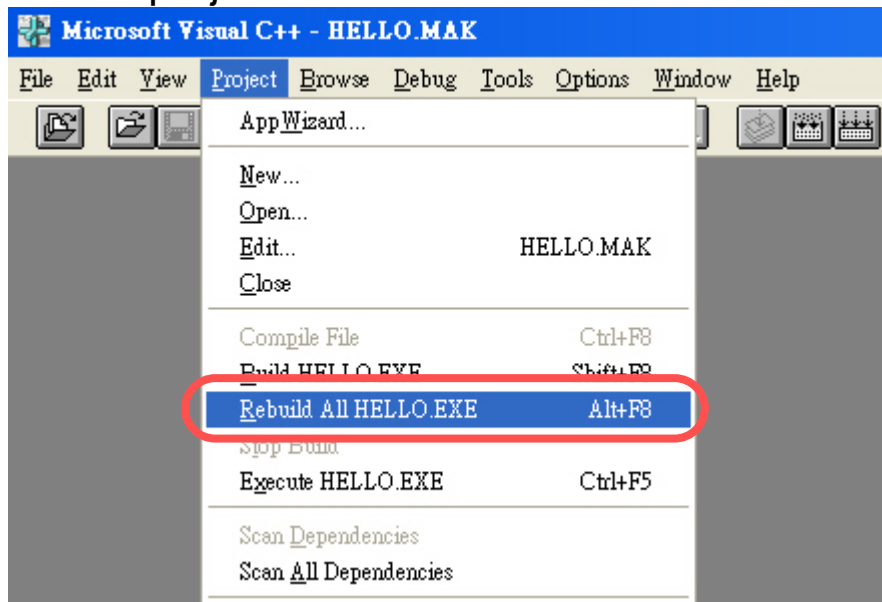 Microsoft Visual C++ - HELLO.MAK
File Edit View Project Browse Debug Tools Options Window Help
AppWizard...
New...
Open...
Edit... HELLO.MAK
Close
Compile File Ctrl+F8
Build HELLO.EXE Shift+F8
Rebuild All HELLO.EXE Alt+F8
Stop Build
Execute HELLO.EXE Ctrl+F5
Scan Dependencies
Scan All Dependencies